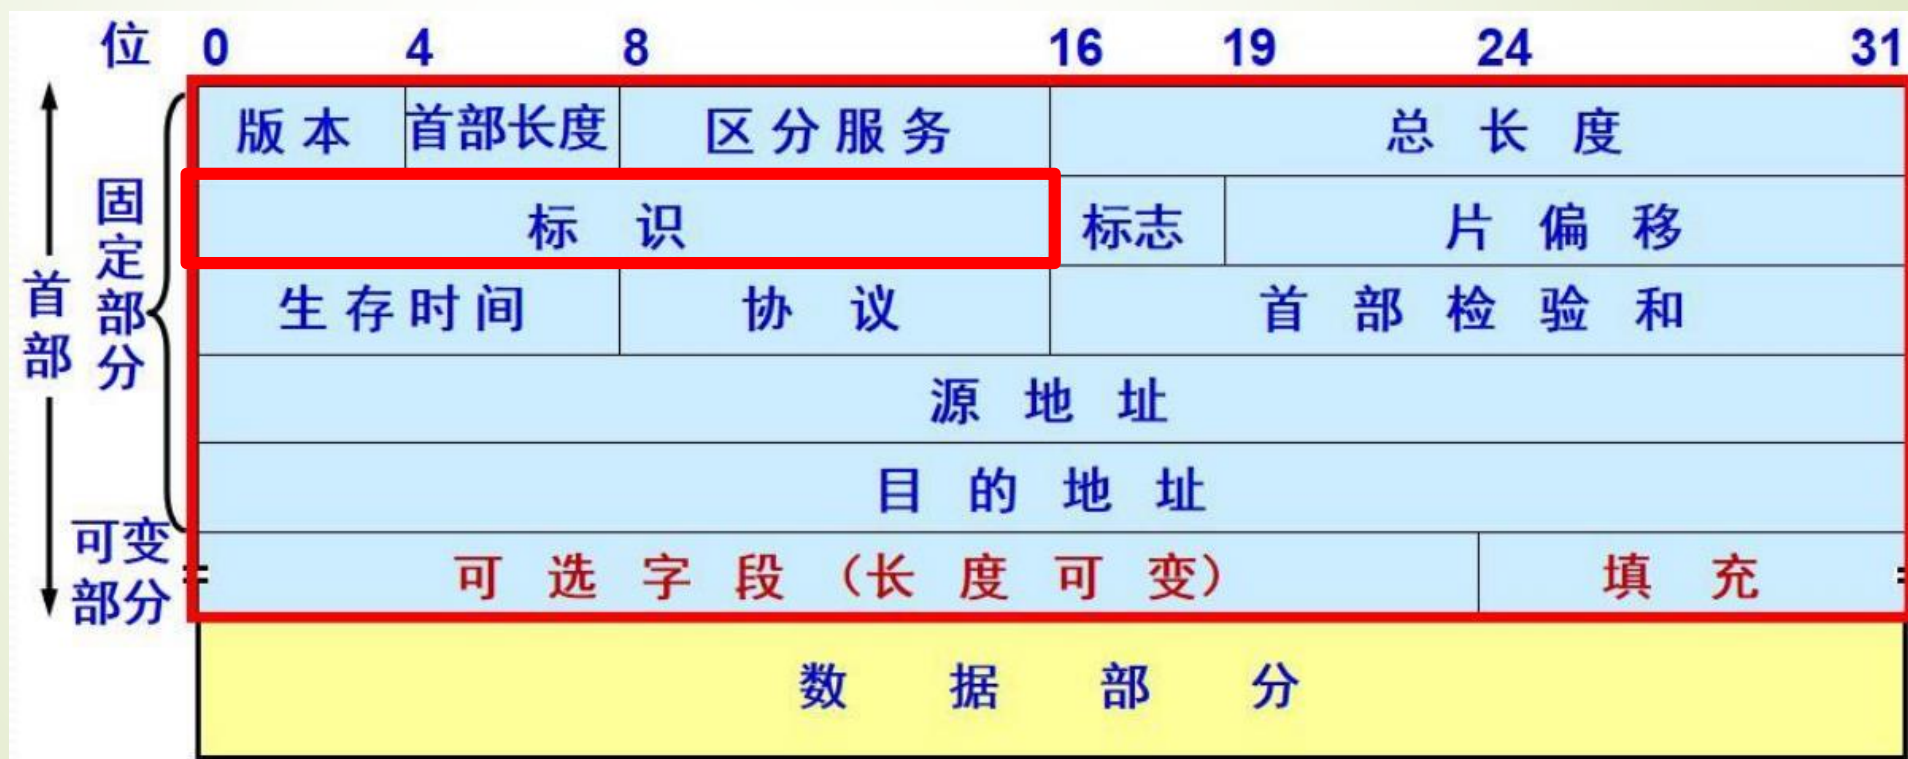 位 0 4 8 16 19 24 31
版本 首部长度 区分服务 总长度
标识 标志 片偏移
生存时间 协议 首部检验和
源地址
目的地址
可选字段（长度可变） 填充
数据部分
首部
固定部分
可变
部分